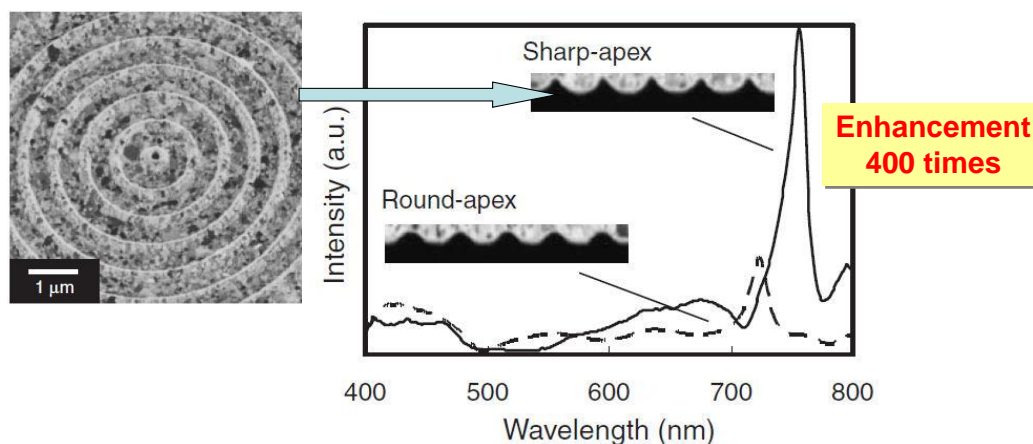 1 μm
Intensity (a.u.)
Sharp-apex
Round-apex
Enhancement
400 times
400 500 600 700 800
Wavelength (nm)